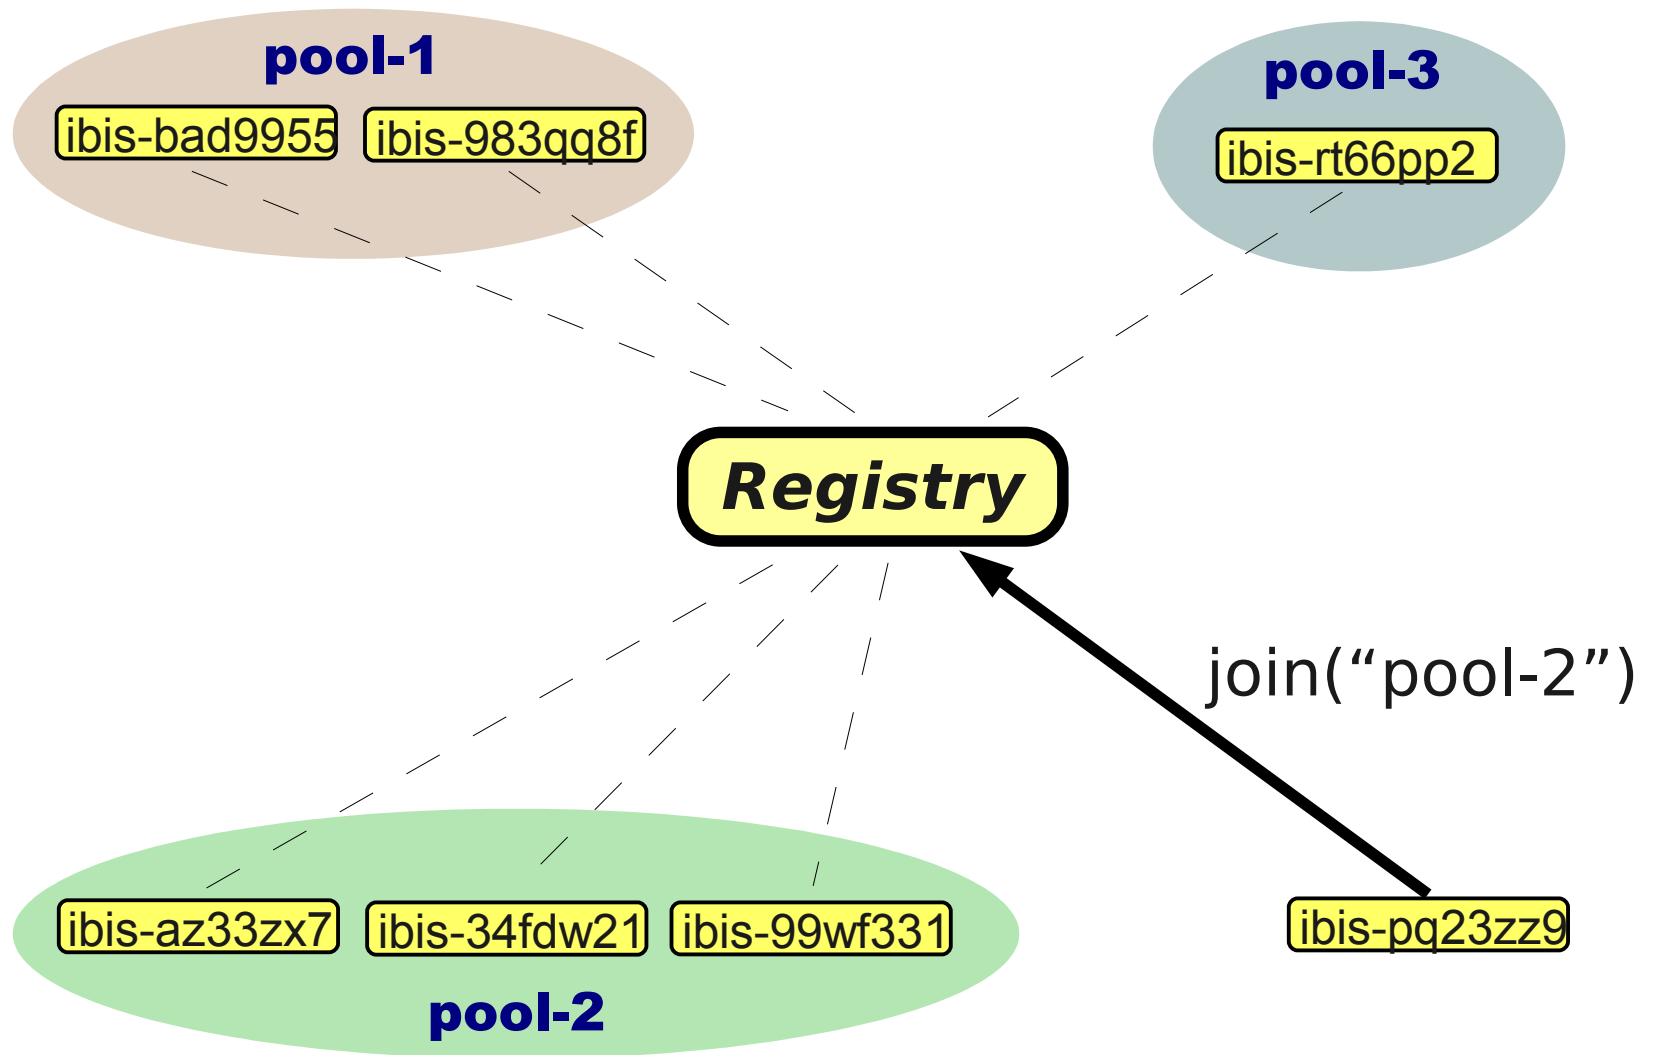 pool-1
ibis-bad9955
ibis-983qq8f
pool-3
ibis-rt66pp2
Registry
join(“pool-2”)
ibis-az33zx7
ibis-34fdw21
ibis-99wf331
ibis-pq23zz9
pool-2